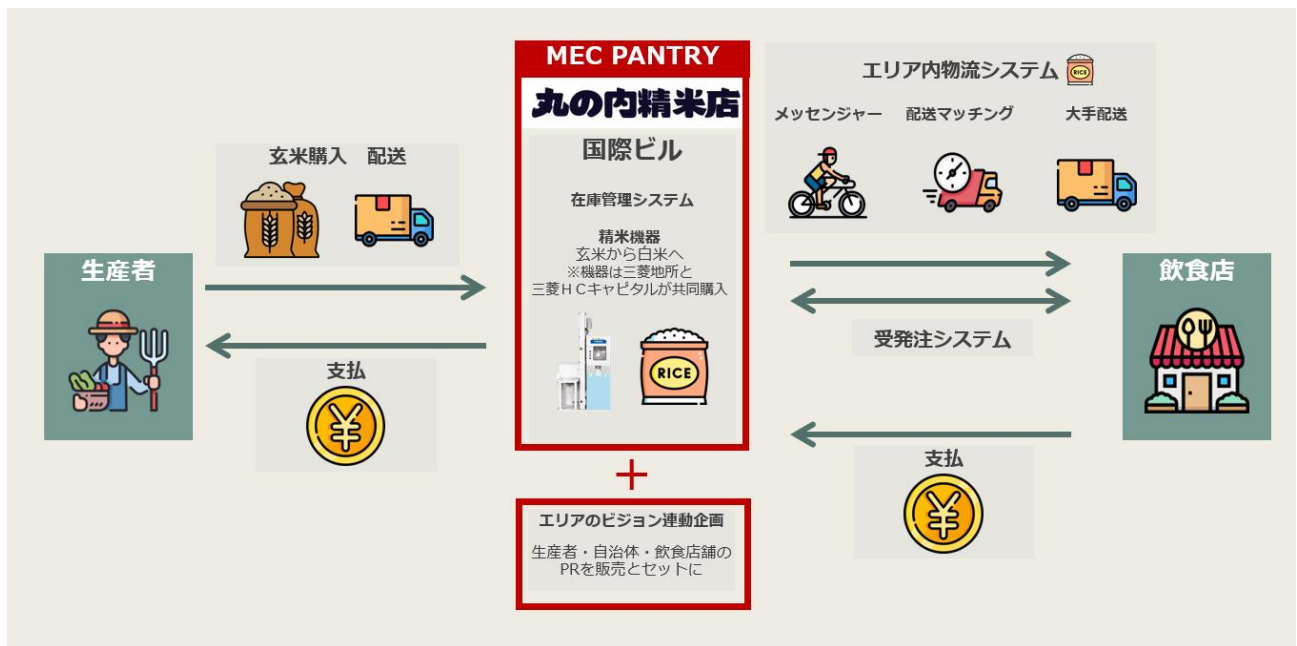 MEC PANTRY
丸の内精米店
国際ビル
在庫管理システム
精米機器
玄米から白米へ
※機器は三菱地所と
三菱HCキャピタルが共同購入
RICE
エリア内物流システム
RICE
メッセンジャー 配送マッチング 大手配送
玄米購入 配送
生産者
支払
¥
飲食店
受発注システム
支払
¥
+
エリアのビジョン連動企画
生産者・自治体・飲食店舗の
PRを販売とセットに